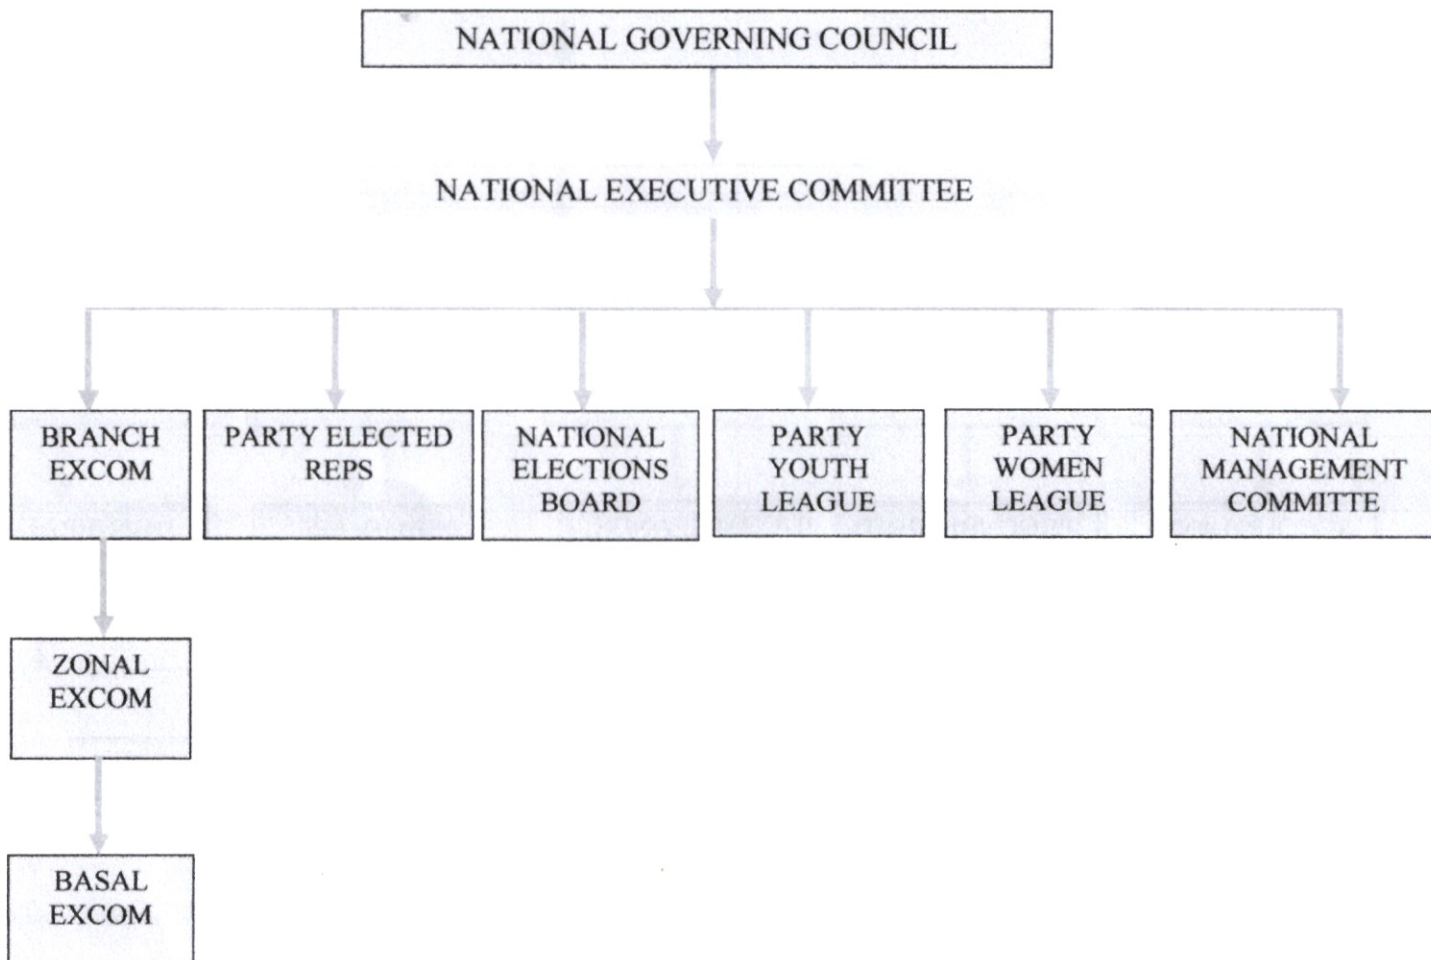 NATIONAL GOVERNING COUNCIL
NATIONAL EXECUTIVE COMMITTEE
BRANCH
EXCOM
PARTY ELECTED
REPS
NATIONAL
ELECTIONS
BOARD
PARTY
YOUTH
LEAGUE
PARTY
WOMEN
LEAGUE
NATIONAL
MANAGEMENT
COMMITTE
ZONAL
EXCOM
BASAL
EXCOM